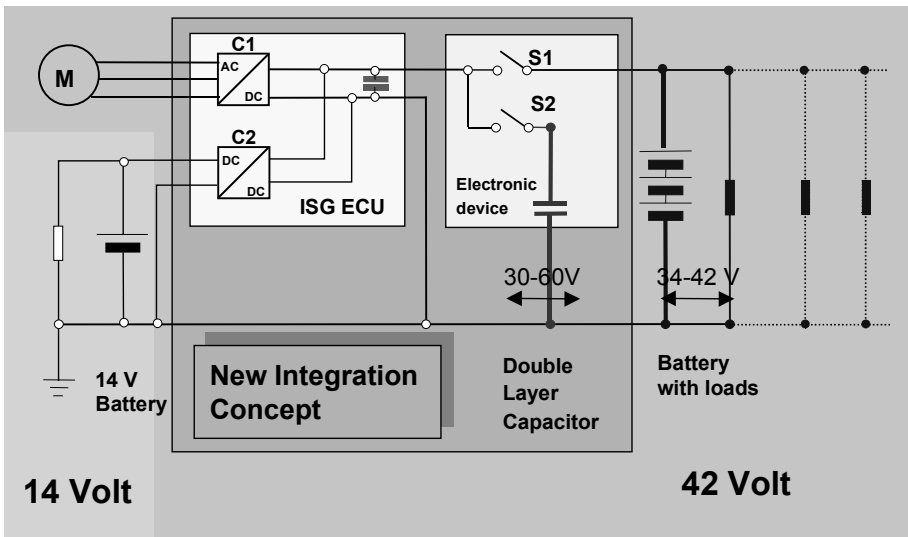 C1
S1
M
AC
DC
C2
S2
DC
DC
ISG ECU
Electronic
device
30-60V
34-42 V
14 V
Battery
New Integration
Concept
Double
Layer
Capacitor
Battery
with loads
14 Volt
42 Volt